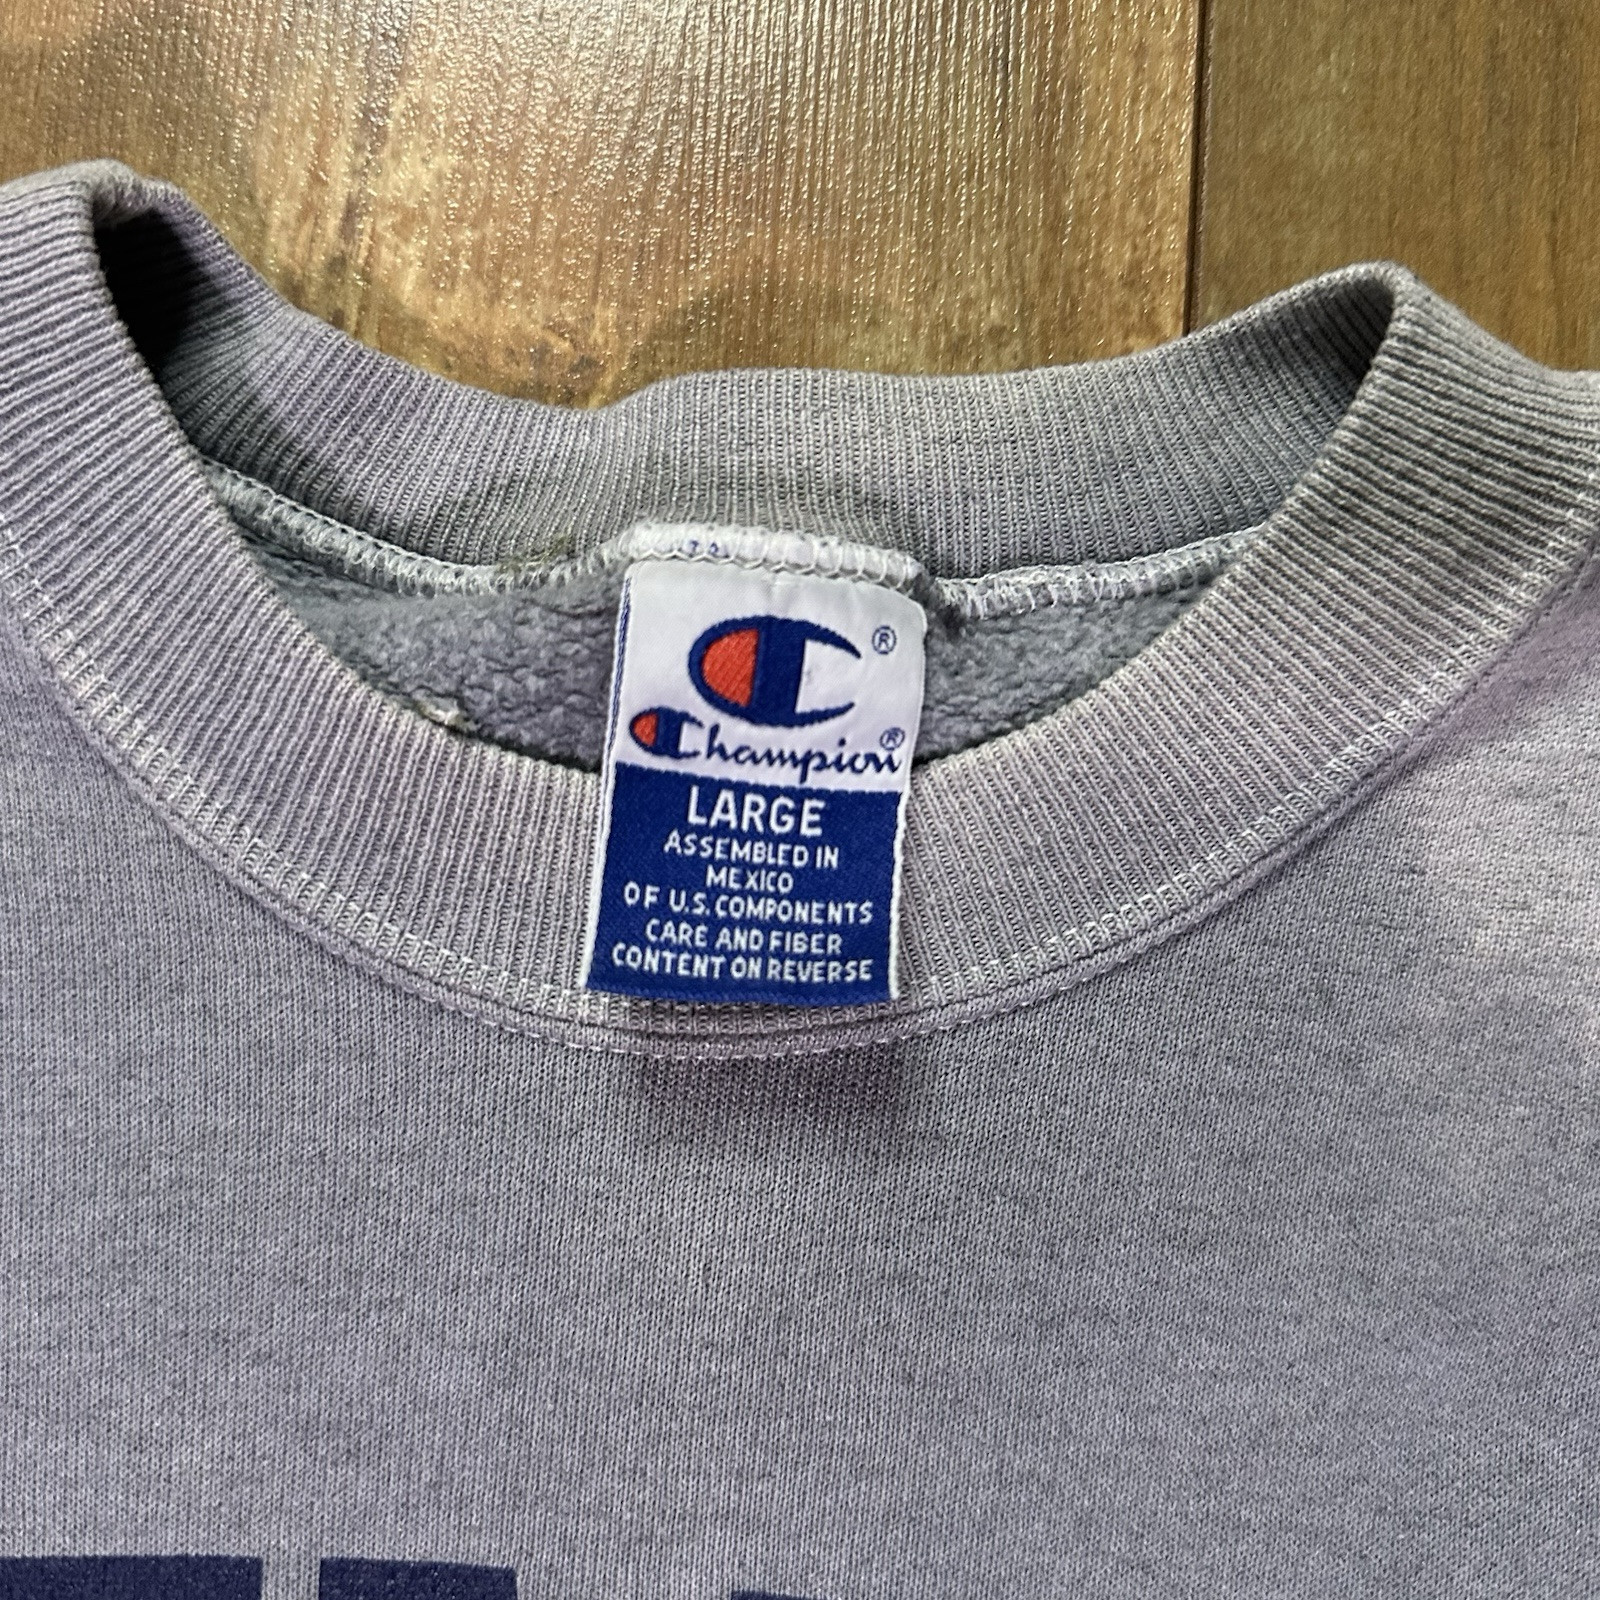 ®
Champion®
LARGE
ASSEMBLED IN
MEXICO
OF U.S. COMPONENTS
CARE AND FIBER
CONTENT ON REVERSE